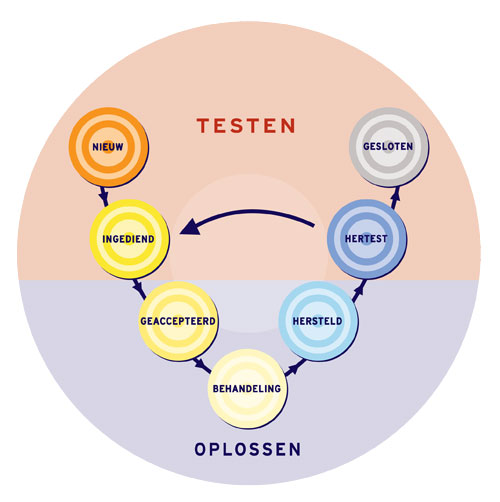 TESTEN
NIEUW
GESLOTEN
INGEDIEND
HERTEST
GEACCEPTEERD
HERSTELD
BEHANDELING
OPLOSSEN